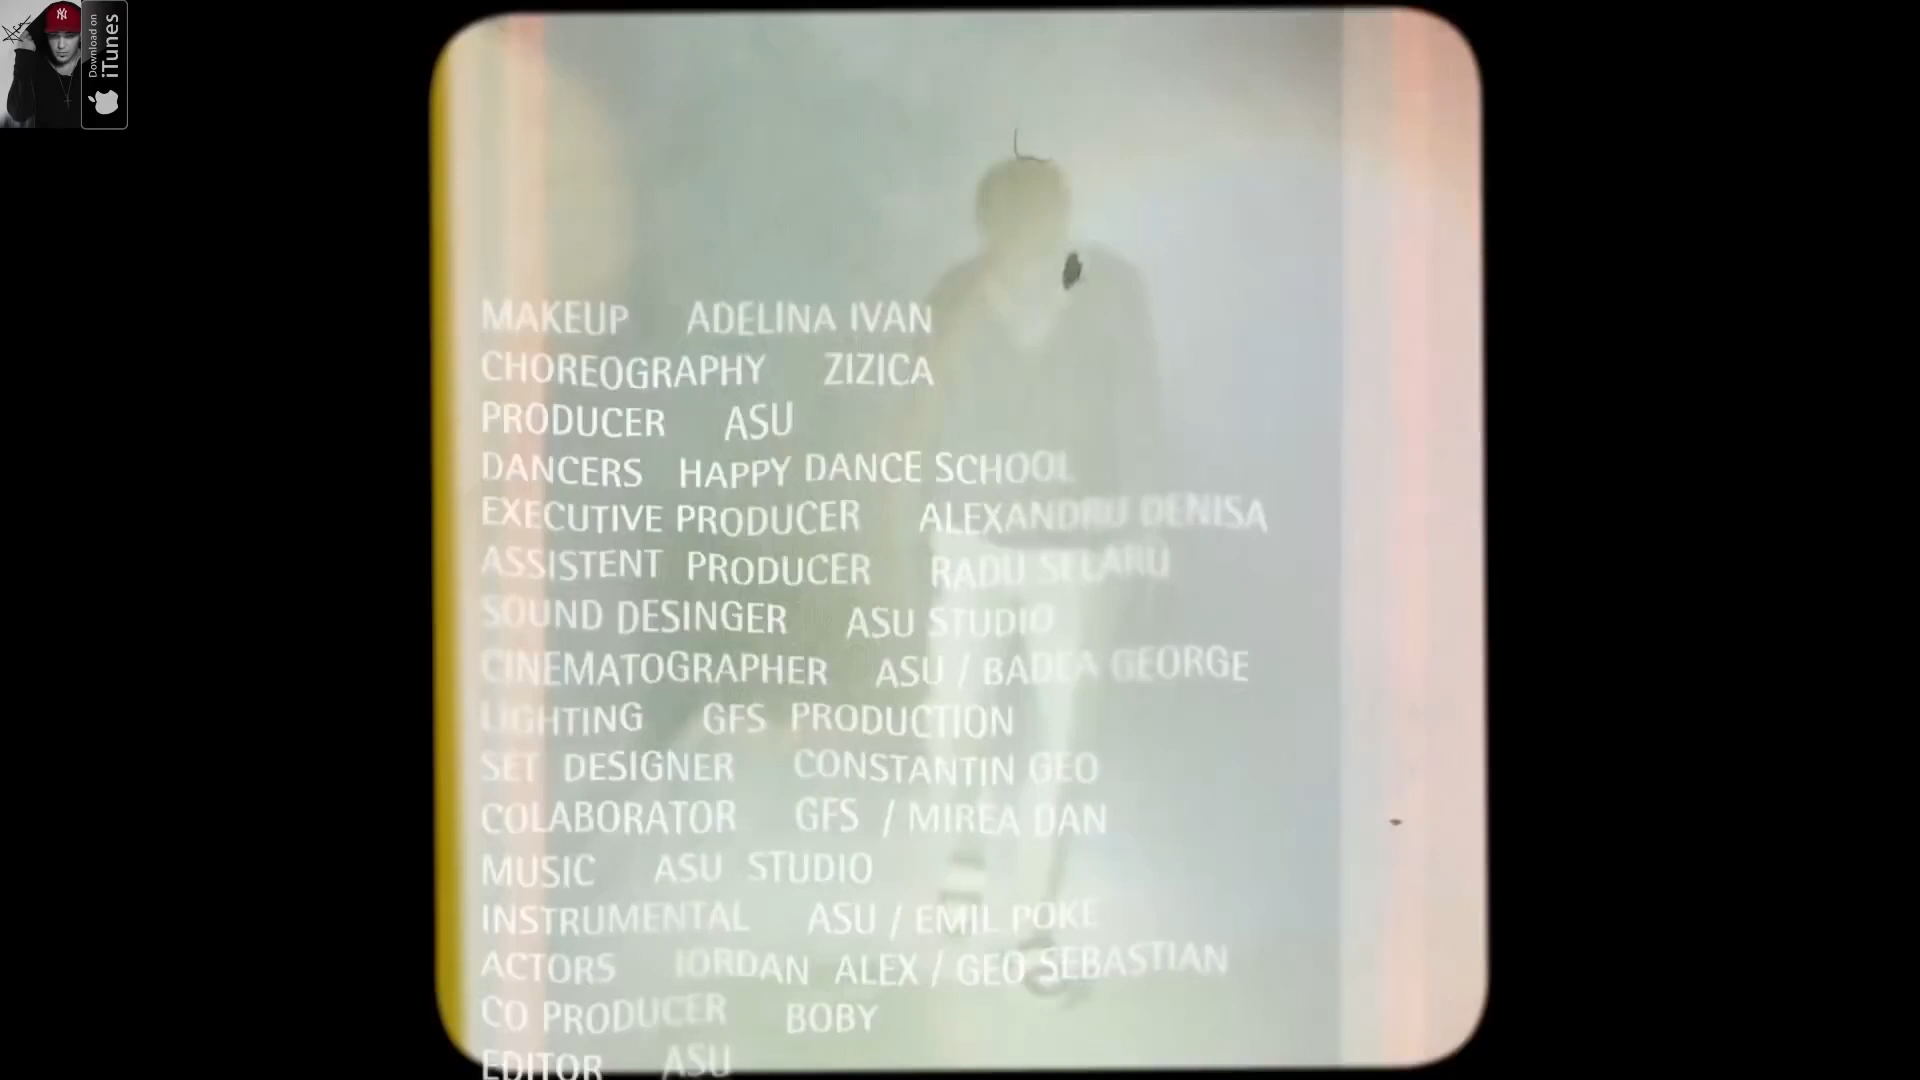 Download on
iTunes
NY
MAKEUP ADELINA IVAN
CHOREOGRAPHY ZIZICA
PRODUCER ASU
DANCERS HAPPY DANCE SCHOOL
EXECUTIVE PRODUCER ALEXANDRU DENISA
ASSISTENT PRODUCER RADU SELARU
SOUND DESINGER ASU STUDIO
CINEMATOGRAPHER ASU / BADEA GEORGE
LIGHTING GFS PRODUCTION
SET DESIGNER CONSTANTIN GEO
COLABORATOR GFS / MIREA DAN
MUSIC ASU STUDIO
INSTRUMENTAL ASU / EMIL POKE
ACTORS IORDAN ALEX / GEO SEBASTIAN
CO PRODUCER BOBY
EDITOR ASU